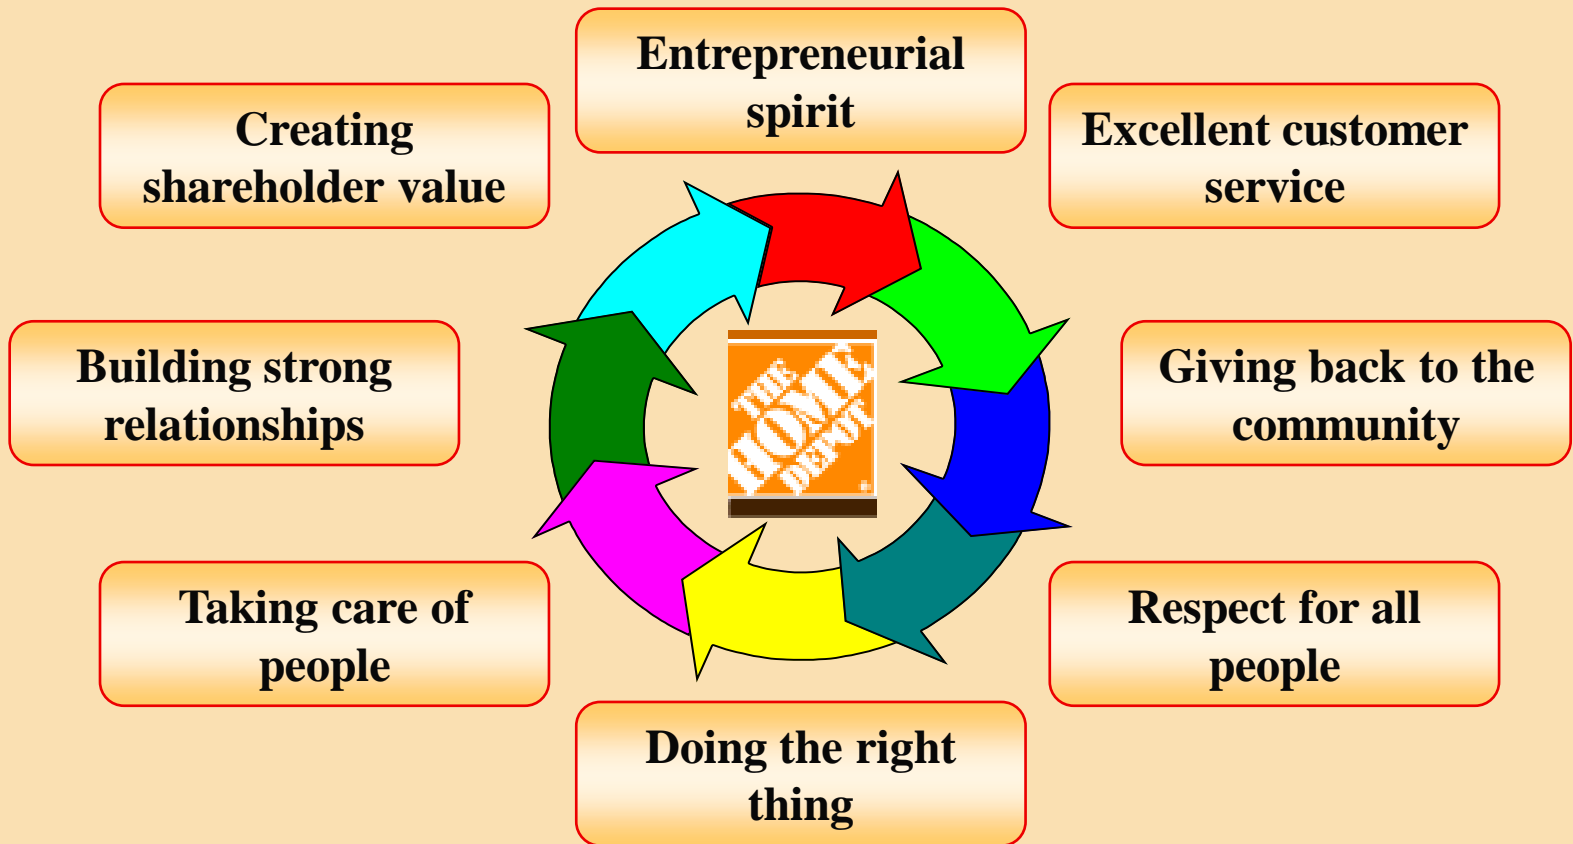 Entrepreneurial
spirit
Excellent customer
service
Giving back to the
community
Respect for all
people
Doing the right
thing
Taking care of
people
Building strong
relationships
Creating
shareholder value
THE
HOME
DEPOT